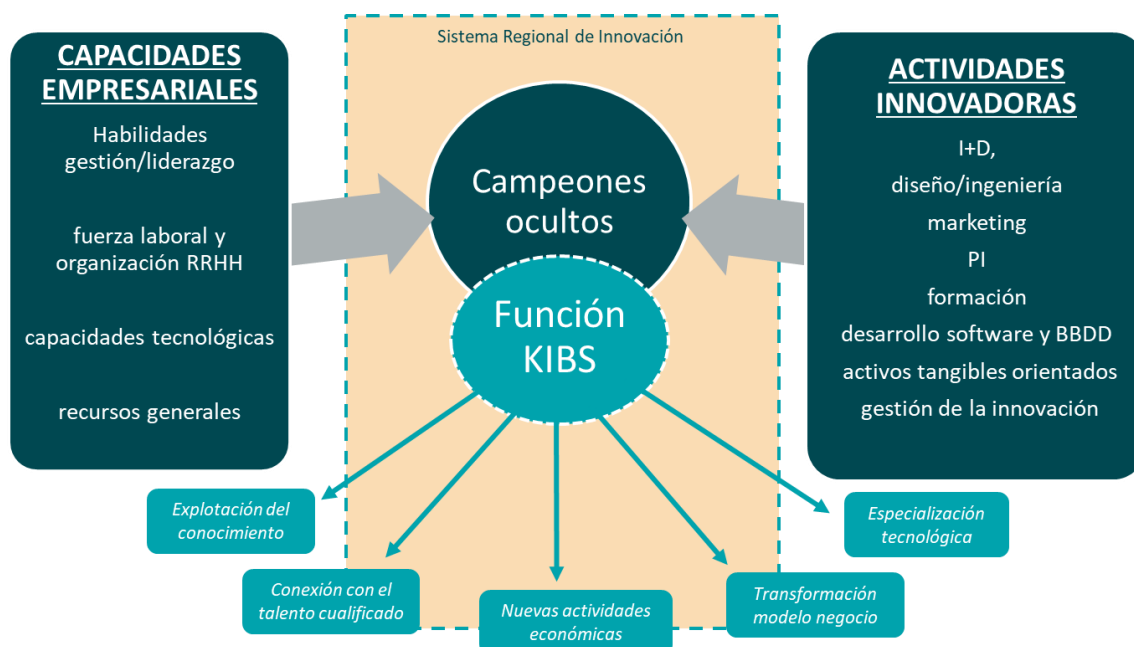 CAPACIDADES
EMPRESARIALES
Habilidades
gestión/liderazgo
fuerza laboral y
organización RRHH
capacidades tecnológicas
recursos generales
Sistema Regional de Innovación
Campeones
ocultos
Función
KIBS
ACTIVIDADES
INNOVADORAS
I+D,
diseño/ingeniería
marketing
PI
formación
desarrollo software y BBDD
activos tangibles orientados
gestión de la innovación
Explotación del
conocimiento
Conexión con el
talento cualificado
Nuevas actividades
económicas
Transformación
modelo negocio
Especialización
tecnológica